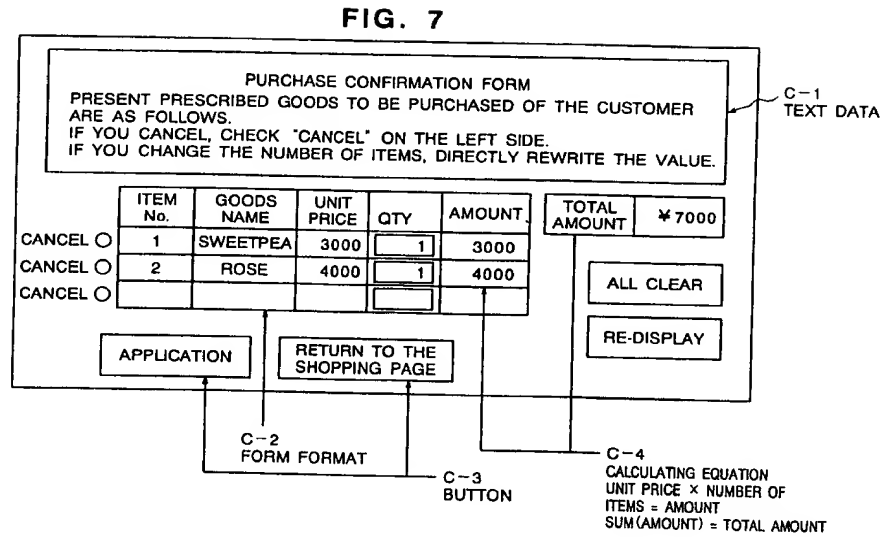 FIG. 7
PURCHASE CONFIRMATION FORM
PRESENT PRESCRIBED GOODS TO BE PURCHASED OF THE CUSTOMER
ARE AS FOLLOWS.
IF YOU CANCEL, CHECK "CANCEL" ON THE LEFT SIDE.
IF YOU CHANGE THE NUMBER OF ITEMS, DIRECTLY REWRITE THE VALUE.
C-1
TEXT DATA
ITEM No. GOODS NAME UNIT PRICE QTY AMOUNT
CANCEL 1 SWEETPEA 3000 1 3000
CANCEL 2 ROSE 4000 1 4000
CANCEL
TOTAL AMOUNT ¥7000
ALL CLEAR
RE-DISPLAY
APPLICATION
RETURN TO THE
SHOPPING PAGE
C-2
FORM FORMAT
C-3
BUTTON
C-4
CALCULATING EQUATION
UNIT PRICE × NUMBER OF
ITEMS = AMOUNT
SUM(AMOUNT) = TOTAL AMOUNT